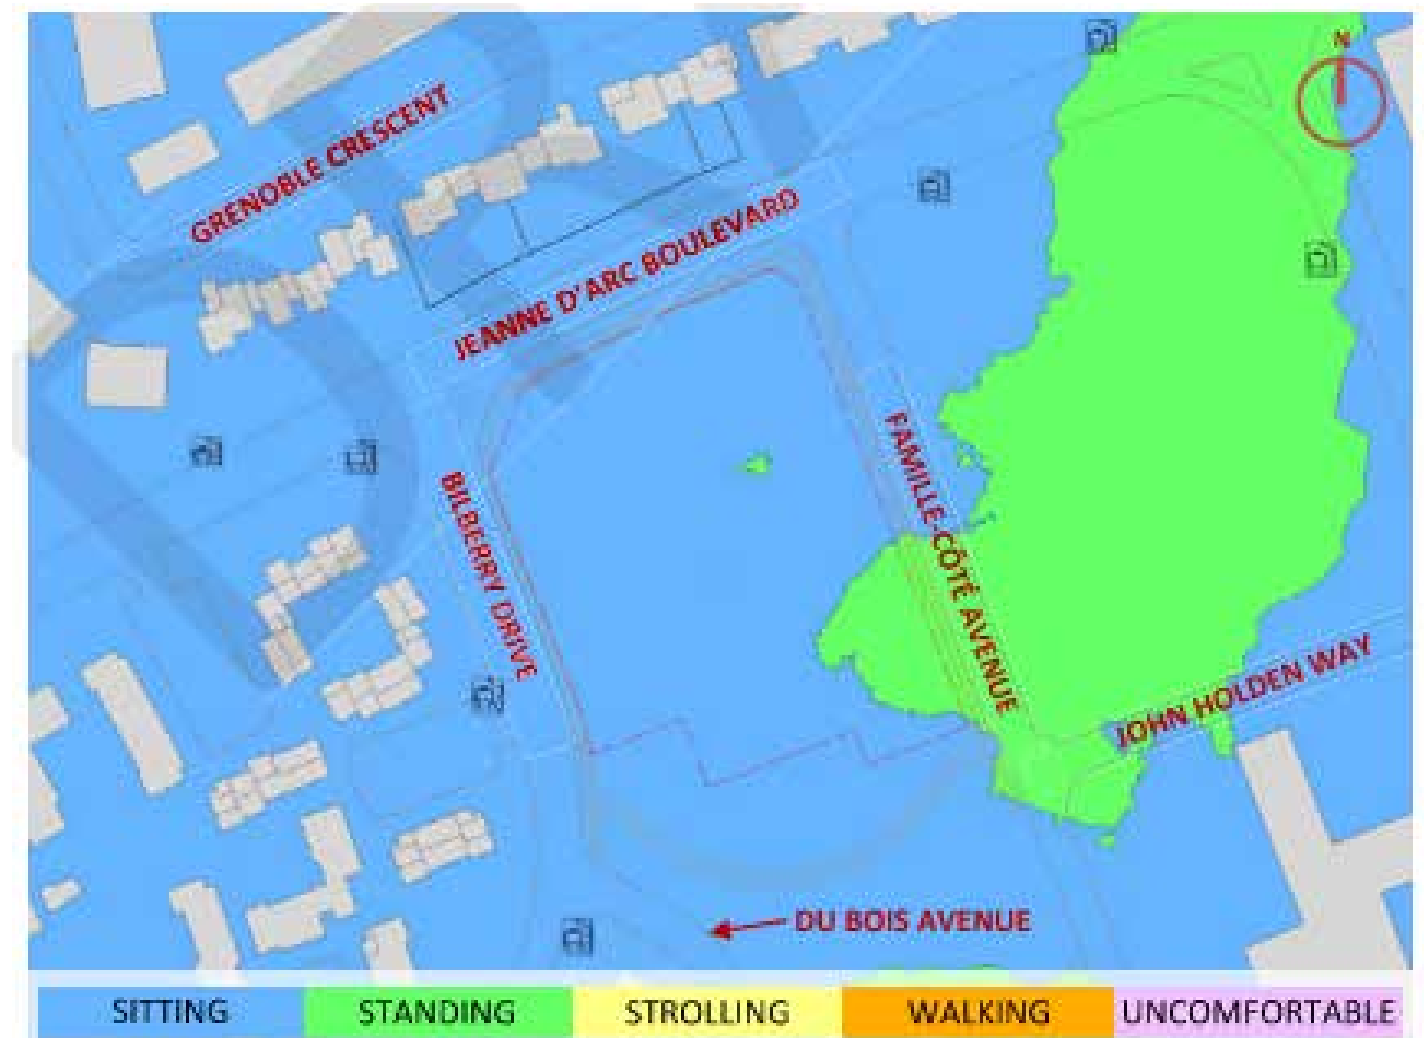 N
GRENOBLE CRESCENT
JEANNE D'ARC BOULEVARD
FAMILLE-CÔTÉ AVENUE
BILBERRY DRIVE
JOHN HOLDEN WAY
DU BOIS AVENUE
SITTING STANDING STROLLING WALKING UNCOMFORTABLE